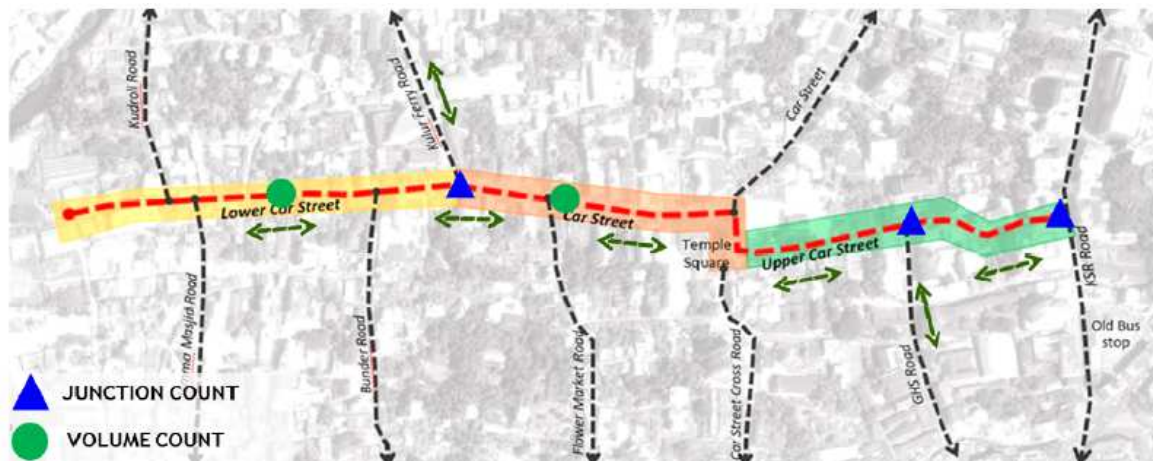 Kudroli Road
Kulur Ferry Road
Car Street
Lower Car Street
Car Street
Temple
Square
Upper Car Street
KSR Road
Masjid Road
Bunder Road
Flower Market Road
Car Street Cross Road
GHS Road
Old Bus
stop
JUNCTION COUNT
VOLUME COUNT